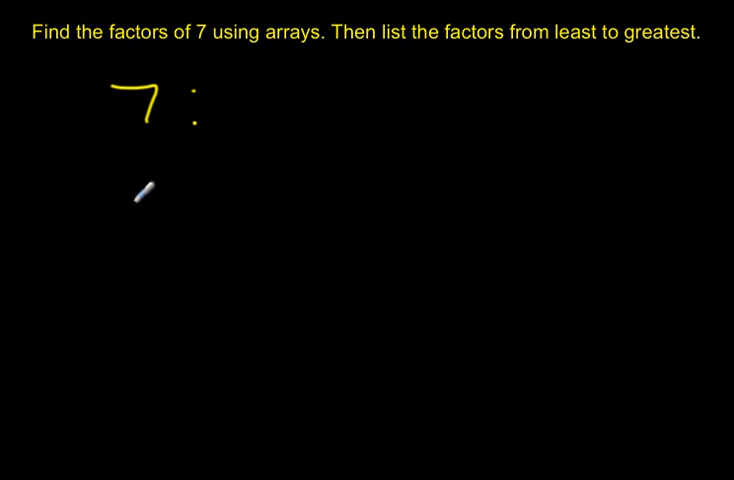 Find the factors of 7 using arrays. Then list the factors from least to greatest.
7 :